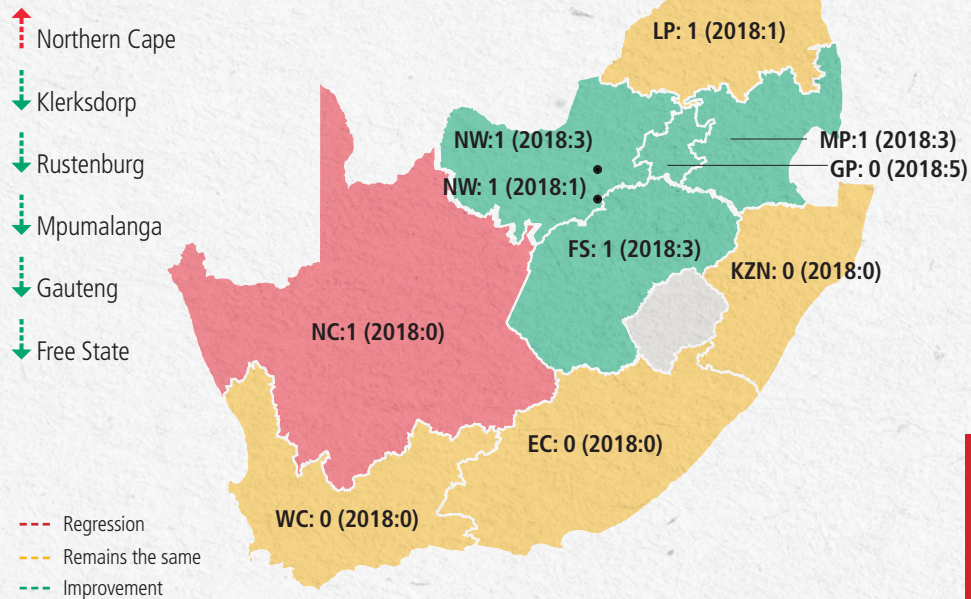 Northern Cape
Klerksdorp
Rustenburg
Mpumalanga
Gauteng
Free State
LP: 1 (2018:1)
NW:1 (2018:3)
MP:1 (2018:3)
GP: 0 (2018:5)
NW: 1 (2018:1)
FS: 1 (2018:3)
KZN: 0 (2018:0)
NC:1 (2018:0)
EC: 0 (2018:0)
WC: 0 (2018:0)
Regression
Remains the same
Improvement